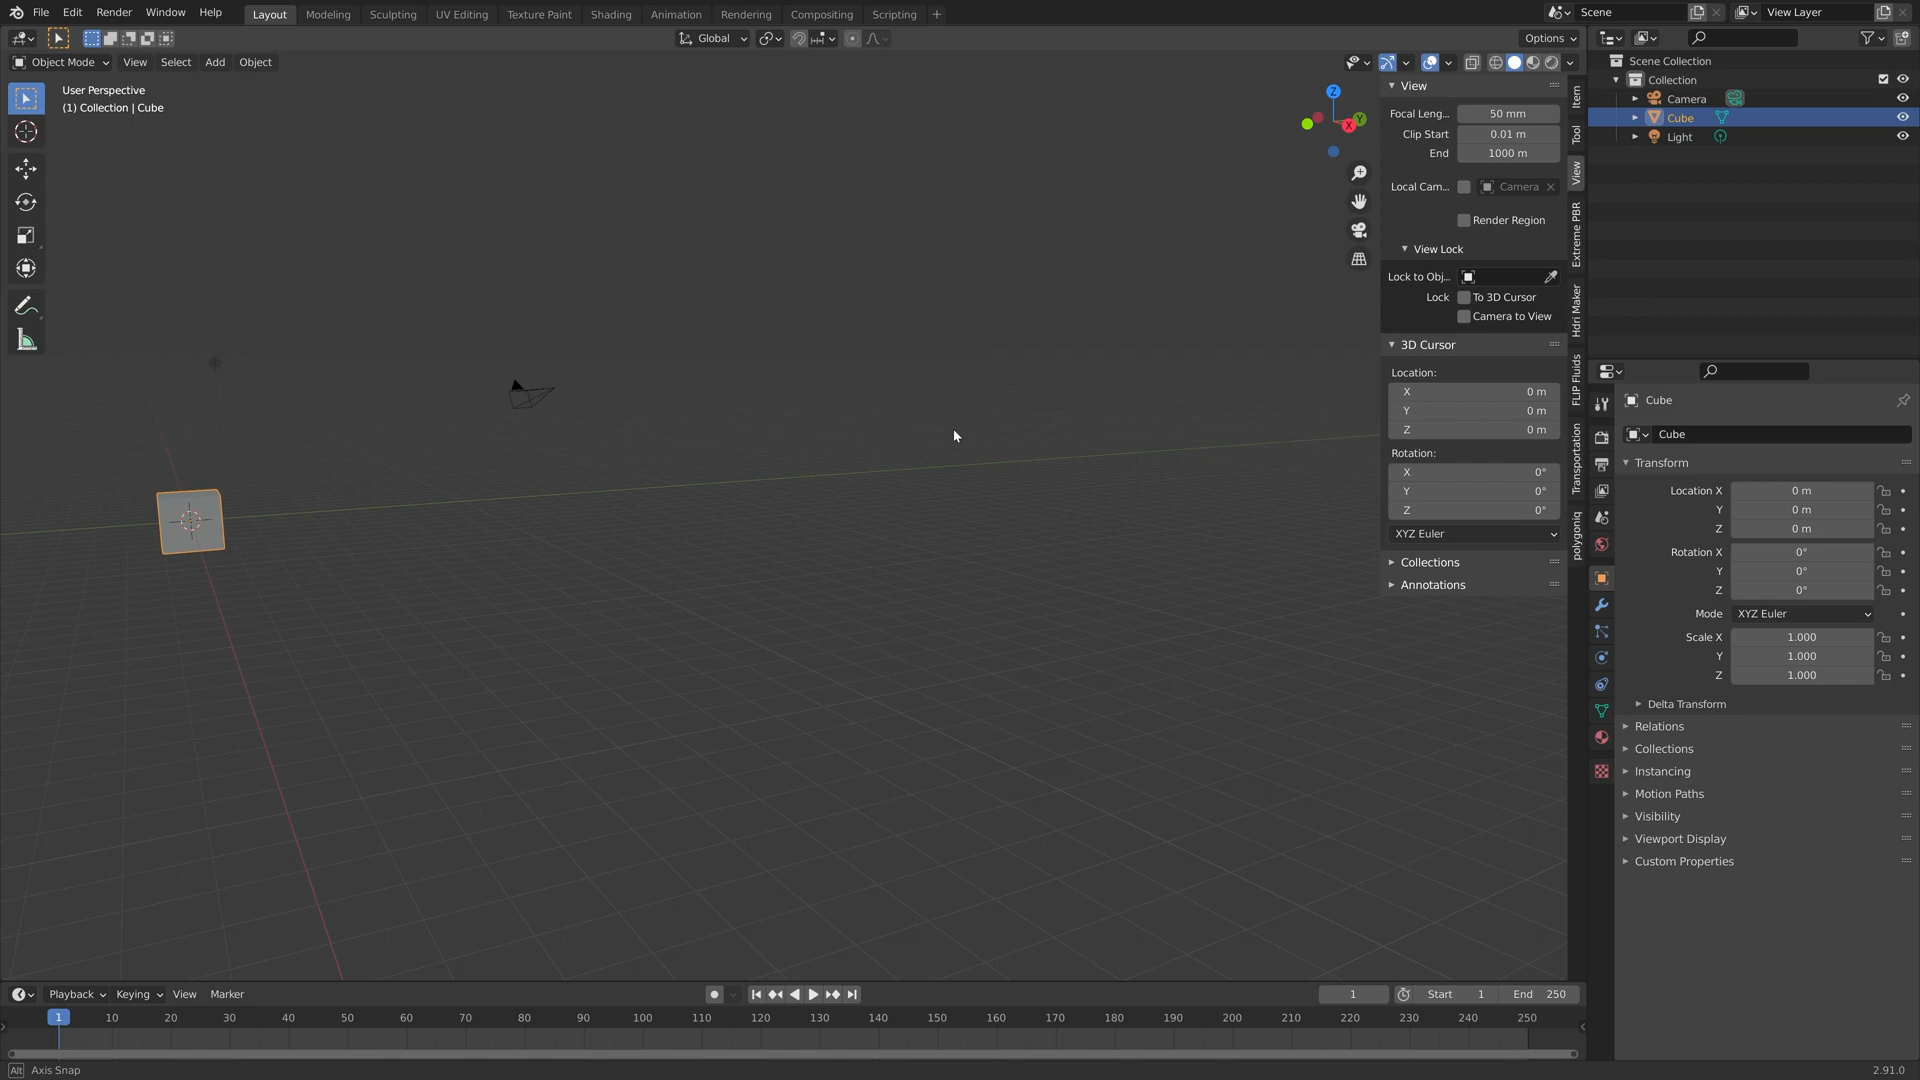 File Edit Render Window Help
Layout Modeling Sculpting UV Editing Texture Paint Shading Animation Rendering Compositing Scripting +
Scene
View Layer
Global
Options
Object Mode View Select Add Object
User Perspective
(1) Collection | Cube
Z
Y
X
View
Focal Leng... 50 mm
Clip Start 0.01 m
End 1000 m
Local Cam... Camera
Render Region
View Lock
Lock to Obj...
Lock To 3D Cursor
Camera to View
3D Cursor
Location:
X 0 m
Y 0 m
Z 0 m
Rotation:
X 0°
Y 0°
Z 0°
XYZ Euler
Collections
Annotations
Item
Tool
View
Extreme PBR
Hdri Maker
FLIP Fluids
Transportation
polygoniq
Scene Collection
Collection
Camera
Cube
Light
Cube
Cube
Transform
Location X 0 m
Y 0 m
Z 0 m
Rotation X 0°
Y 0°
Z 0°
Mode XYZ Euler
Scale X 1.000
Y 1.000
Z 1.000
Delta Transform
Relations
Collections
Instancing
Motion Paths
Visibility
Viewport Display
Custom Properties
Playback Keying View Marker
1 Start 1 End 250
1 10 20 30 40 50 60 70 80 90 100 110 120 130 140 150 160 170 180 190 200 210 220 230 240 250
Alt Axis Snap
2.91.0